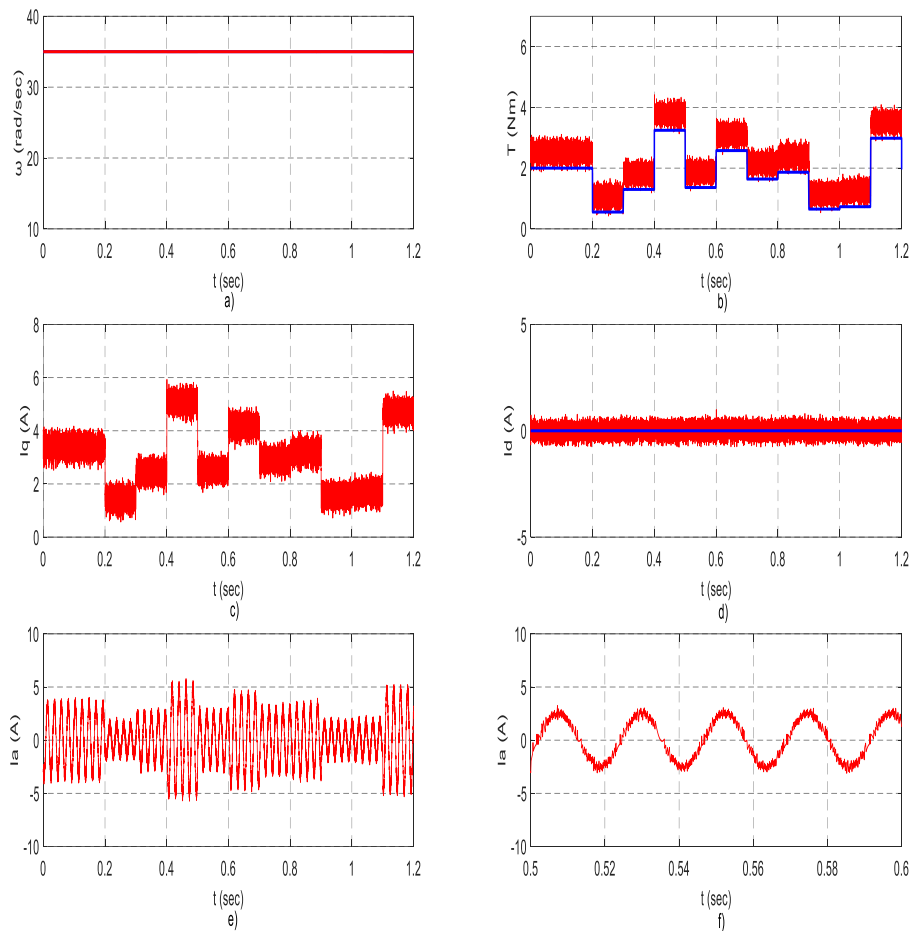 40
30
20
10
ω (rad/sec)
0 0.2 0.4 0.6 0.8 1 1.2
t (sec)
a)
6
4
2
0
T (Nm)
0 0.2 0.4 0.6 0.8 1 1.2
t (sec)
b)
8
6
4
2
0
Iq (A)
0 0.2 0.4 0.6 0.8 1 1.2
t (sec)
c)
5
0
-5
Id (A)
0 0.2 0.4 0.6 0.8 1 1.2
t (sec)
d)
10
5
0
-5
-10
Ia (A)
0 0.2 0.4 0.6 0.8 1 1.2
t (sec)
e)
10
5
0
-5
-10
Ia (A)
0.5 0.52 0.54 0.56 0.58 0.6
t (sec)
f)